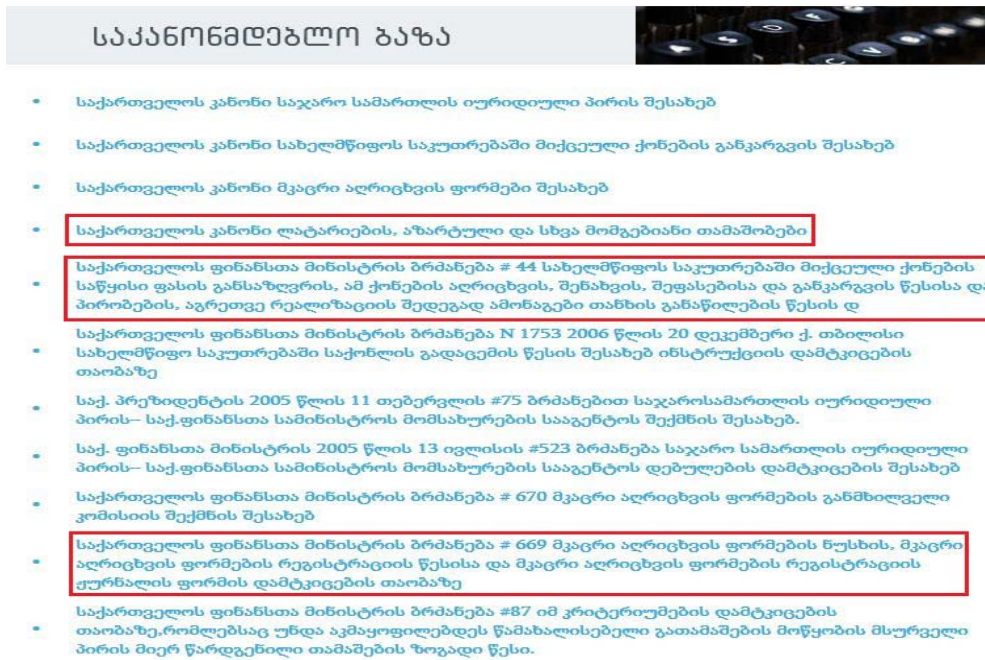 საკანონმდებლო ბაზა
• საქართველოს კანონი საჯარო სამართლის იურიდიული პირის შესახებ
• საქართველოს კანონი სახელმწიფოს საკუთრებაში მიქცეული ქონების განკარგვის შესახებ
• საქართველოს კანონი მკაცრი აღრიცხვის ფორმები შესახებ
• საქართველოს კანონი ლატარიების, აზარტული და სხვა მომგებიანი თამაშობები
• საქართველოს ფინანსთა მინისტრის ბრძანება # 44 სახელმწიფოს საკუთრებაში მიქცეული ქონების
საწყისი ფასის განსაზღვრის, ამ ქონების აღრიცხვის, შენახვის, შეფასებისა და განკარგვის წესისა და
პირობების, აგრეთვე რეალიზაციის შედეგად ამონაგები თანხის განაწილების წესის დ
• საქართველოს ფინანსთა მინისტრის ბრძანება N 1753 2006 წლის 20 დეკემბერი ქ. თბილისი
სახელმწიფო საკუთრებაში საქონლის გადაცემის წესის შესახებ ინსტრუქციის დამტკიცების
თაობაზე
• საქ. პრეზიდენტის 2005 წლის 11 თებერვლის #75 ბრძანებით საჯაროსამართლის იურიდიული
პირის– საქ.ფინანსთა სამინისტროს მომსახურების სააგენტოს შექმნის შესახებ.
• საქ. ფინანსთა მინისტრის 2005 წლის 13 ივლისის #523 ბრძანება საჯარო სამართლის იურიდიული
პირის– საქ.ფინანსთა სამინისტროს მომსახურების სააგენტოს დებულების დამტკიცების შესახებ
• საქართველოს ფინანსთა მინისტრის ბრძანება # 670 მკაცრი აღრიცხვის ფორმების განმხილველი
კომისიის შექმნის შესახებ
• საქართველოს ფინანსთა მინისტრის ბრძანება # 669 მკაცრი აღრიცხვის ფორმების ნუსხის, მკაცრი
აღრიცხვის ფორმების რეგისტრაციის წესისა და მკაცრი აღრიცხვის ფორმების რეგისტრაციის
ჟურნალის ფორმის დამტკიცების თაობაზე
• საქართველოს ფინანსთა მინისტრის ბრძანება #87 იმ კრიტერიუმების დამტკიცების
თაობაზე,რომლებსაც უნდა აკმაყოფილებდეს წამახალისებელი გათამაშების მოწყობის მსურველი
პირის მიერ წარდგენილი თამაშების ზოგადი წესი.